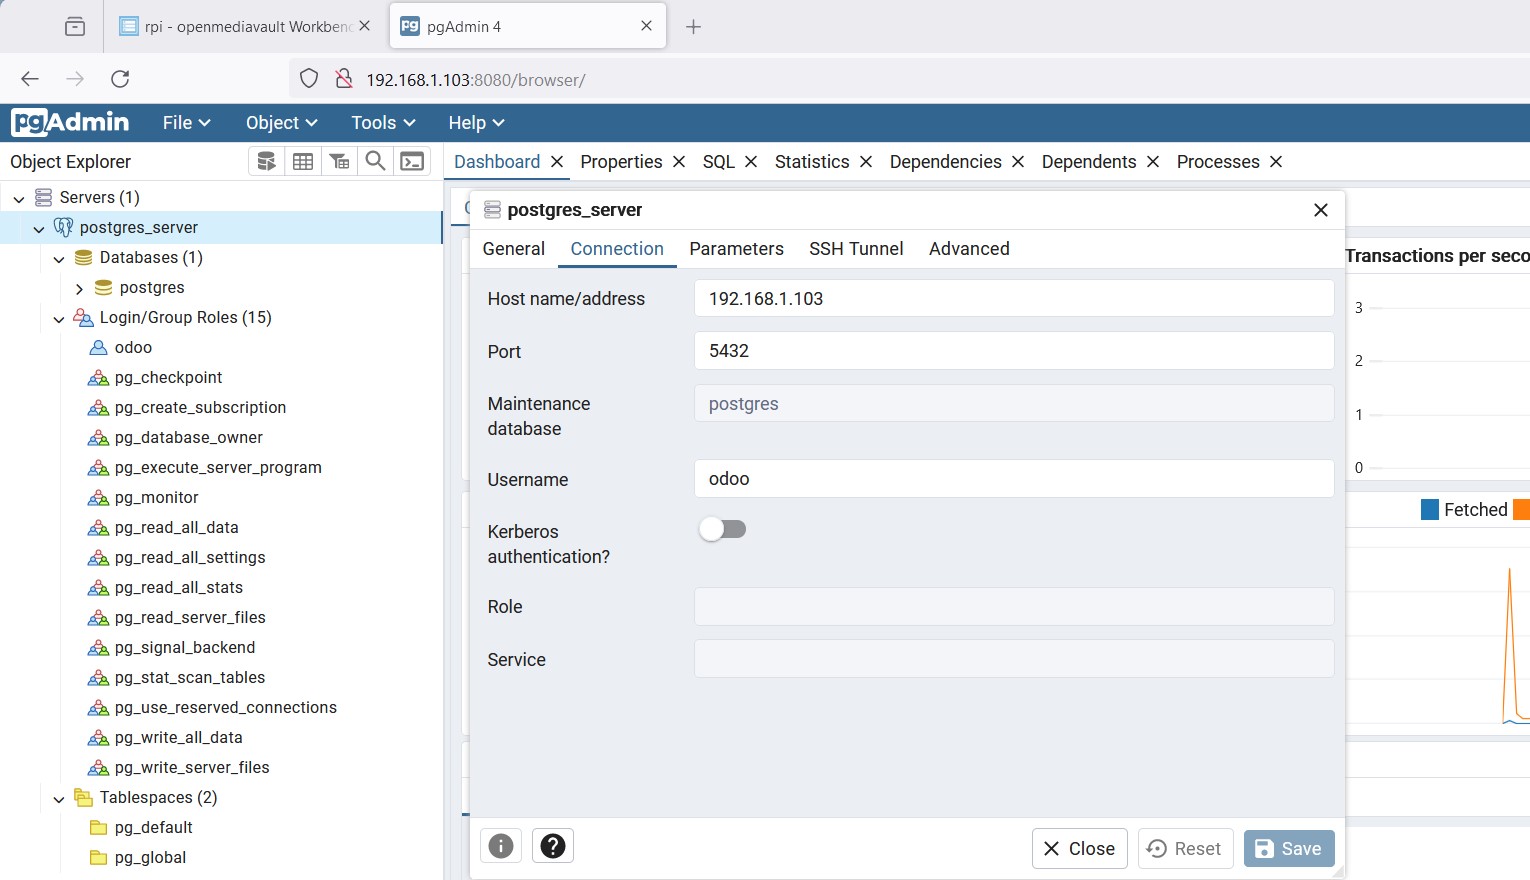 rpi - openmediavault Workbenc
pgAdmin 4
192.168.1.103:8080/browser/
pgAdmin File Object Tools Help
Object Explorer
Dashboard Properties SQL Statistics Dependencies Dependents Processes
Servers (1)
postgres_server
Databases (1)
postgres
Login/Group Roles (15)
odoo
pg_checkpoint
pg_create_subscription
pg_database_owner
pg_execute_server_program
pg_monitor
pg_read_all_data
pg_read_all_settings
pg_read_all_stats
pg_read_server_files
pg_signal_backend
pg_stat_scan_tables
pg_use_reserved_connections
pg_write_all_data
pg_write_server_files
Tablespaces (2)
pg_default
pg_global
postgres_server
General Connection Parameters SSH Tunnel Advanced
Host name/address 192.168.1.103
Port 5432
Maintenance
database
postgres
Username odoo
Kerberos
authentication?
Role
Service
Close Reset Save
Transactions per seco
3
2
1
0
Fetched